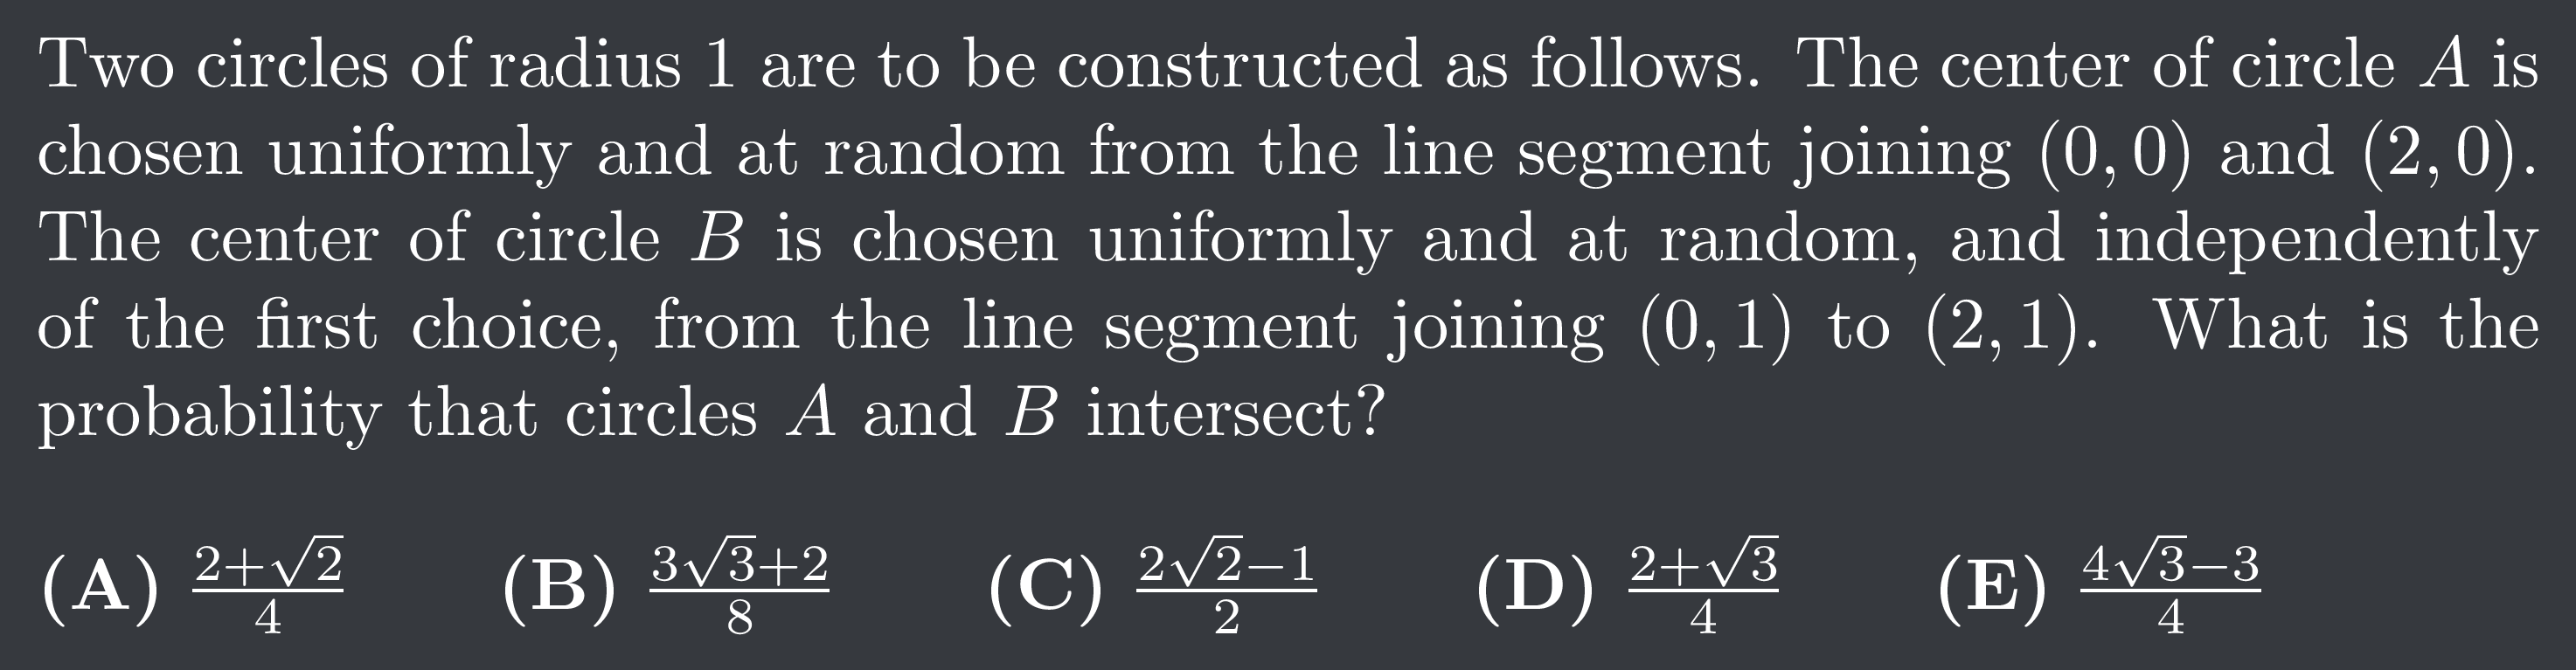 Two circles of radius 1 are to be constructed as follows. The center of circle A is
chosen uniformly and at random from the line segment joining (0, 0) and (2, 0).
The center of circle B is chosen uniformly and at random, and independently
of the first choice, from the line segment joining (0, 1) to (2, 1). What is the
probability that circles A and B intersect?
(A) \frac{2+\sqrt{2}}{4} (B) \frac{3\sqrt{3}+2}{8} (C) \frac{2\sqrt{2}-1}{2} (D) \frac{2+\sqrt{3}}{4} (E) \frac{4\sqrt{3}-3}{4}